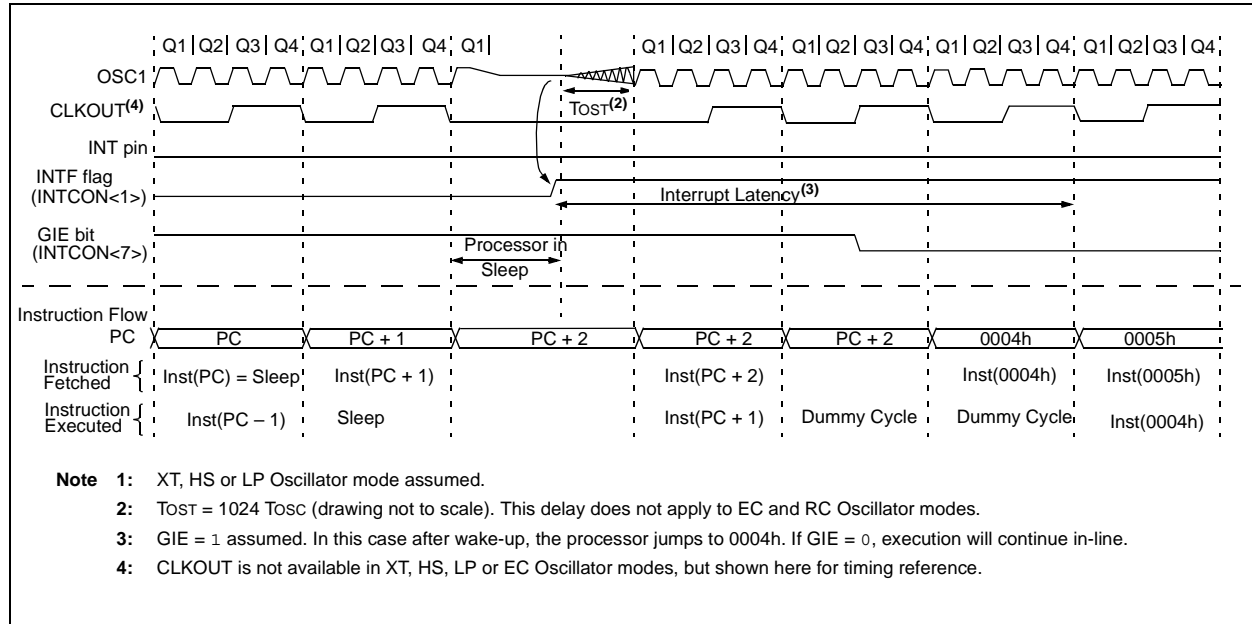 Q1 Q2 Q3 Q4 Q1 Q2 Q3 Q4 Q1 Q1 Q2 Q3 Q4 Q1 Q2 Q3 Q4 Q1 Q2 Q3 Q4 Q1 Q2 Q3 Q4
OSC1
TOST(2)
CLKOUT(4)
INT pin
INTF flag
(INTCON<1>)
Interrupt Latency(3)
GIE bit
(INTCON<7>)
Processor in
Sleep
Instruction Flow
PC PC PC + 1 PC + 2 PC + 2 PC + 2 0004h 0005h
Instruction
Fetched
Inst(PC) = Sleep Inst(PC + 1) Inst(PC + 2) Inst(0004h) Inst(0005h)
Instruction
Executed
Inst(PC – 1) Sleep Inst(PC + 1) Dummy Cycle Dummy Cycle Inst(0004h)
Note 1: XT, HS or LP Oscillator mode assumed.
2: TOST = 1024 TOSC (drawing not to scale). This delay does not apply to EC and RC Oscillator modes.
3: GIE = 1 assumed. In this case after wake-up, the processor jumps to 0004h. If GIE = 0, execution will continue in-line.
4: CLKOUT is not available in XT, HS, LP or EC Oscillator modes, but shown here for timing reference.